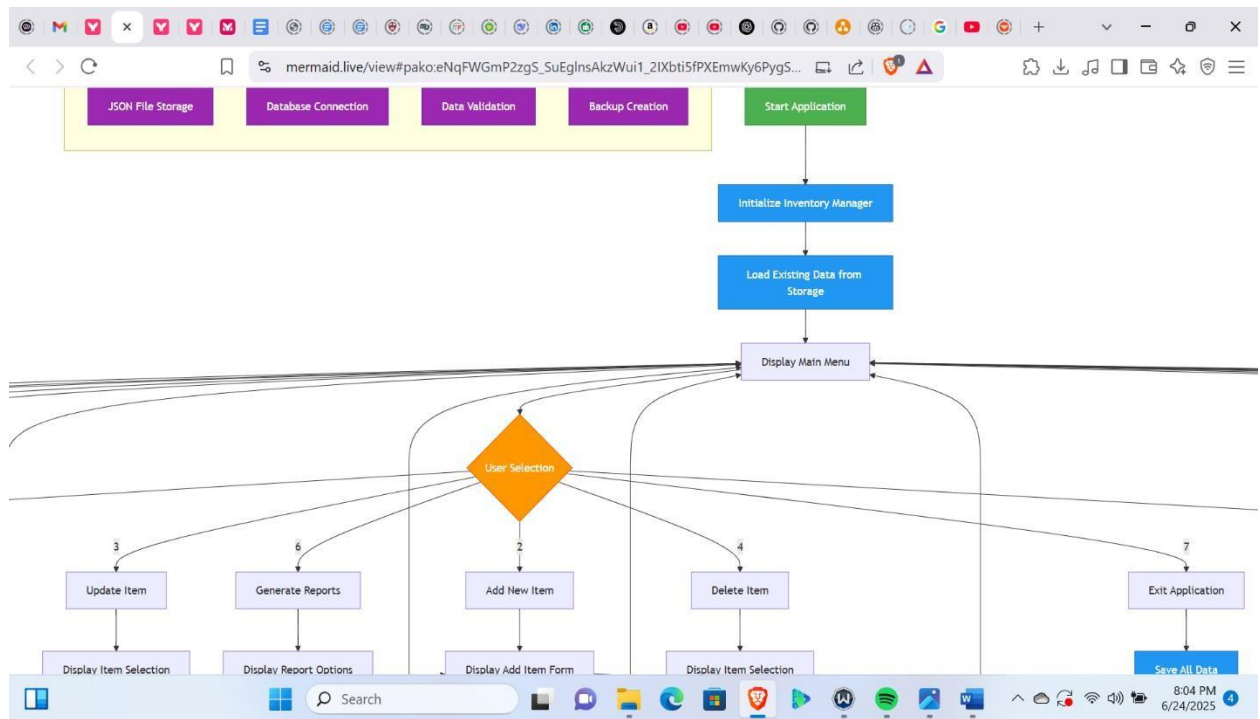 mermaid.live/view#pako:eNqFWGmP2zgS_SuEglnsAkzWui1_2IXbti5fPXEmwKy6PygS...
JSON File Storage
Database Connection
Data Validation
Backup Creation
Start Application
Initialize Inventory Manager
Load Existing Data from
Storage
Display Main Menu
User Selection
3
6
2
4
7
Update Item
Generate Reports
Add New Item
Delete Item
Exit Application
Display Item Selection
Display Report Options
Display Add Item Form
Display Item Selection
Save All Data
Search
8:04 PM
6/24/2025
4